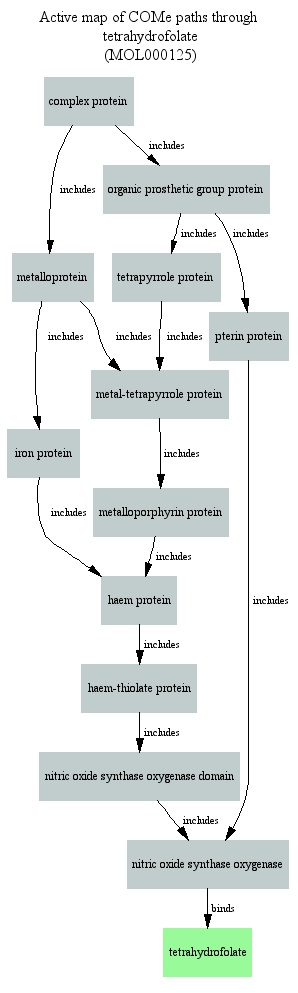 Active map of COMe paths through
tetrahydrofolate
(MOL000125)
complex protein
includes
includes
organic prosthetic group protein
includes
includes
metalloprotein
tetrapyrrole protein
pterin protein
includes
includes
includes
metal-tetrapyrrole protein
iron protein
includes
includes
metalloporphyrin protein
includes
haem protein
includes
includes
haem-thiolate protein
includes
nitric oxide synthase oxygenase domain
includes
nitric oxide synthase oxygenase
binds
tetrahydrofolate